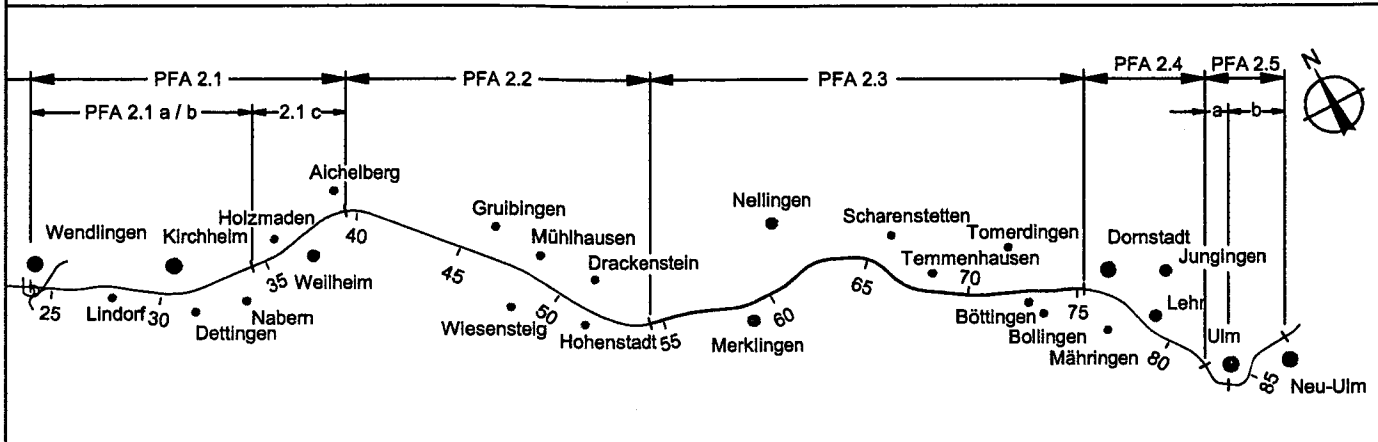 PFA 2.1
PFA 2.2
PFA 2.3
PFA 2.4
PFA 2.5
N
PFA 2.1 a / b
2.1 c
a
b
Aichelberg
Wendlingen
Kirchheim
Holzmaden
Weilheim
Lindorf
Dettingen
Nabern
25
30
35
40
Gruibingen
Mühlhausen
Drackenstein
Wiesensteig
Hohenstadt
45
50
55
Nellingen
Merklingen
60
Scharenstetten
65
Temmenhausen
Tomerdingen
70
Böttingen
Bollingen
Mähringen
75
Dornstadt
Jungingen
Lehr
80
Ulm
85
Neu-Ulm